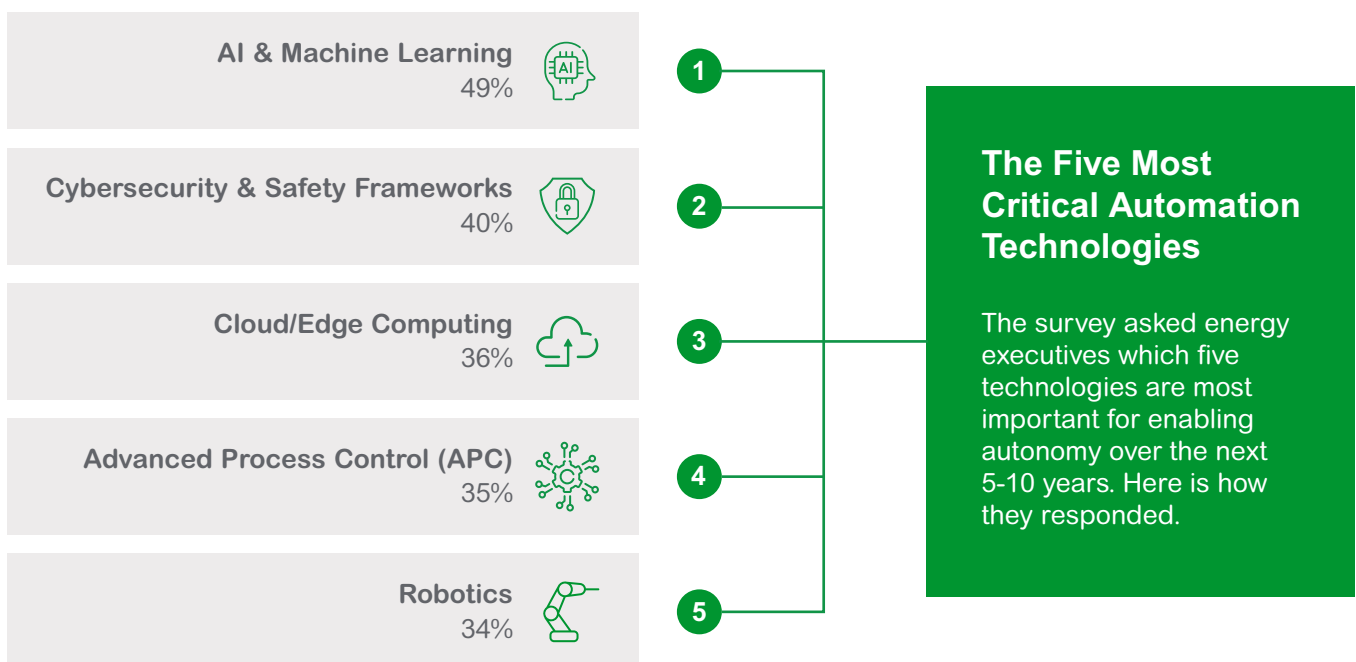 AI & Machine Learning
49%
AI
1
Cybersecurity & Safety Frameworks
40%
2
Cloud/Edge Computing
36%
3
Advanced Process Control (APC)
35%
C
4
Robotics
34%
5
The Five Most
Critical Automation
Technologies
The survey asked energy
executives which five
technologies are most
important for enabling
autonomy over the next
5-10 years. Here is how
they responded.